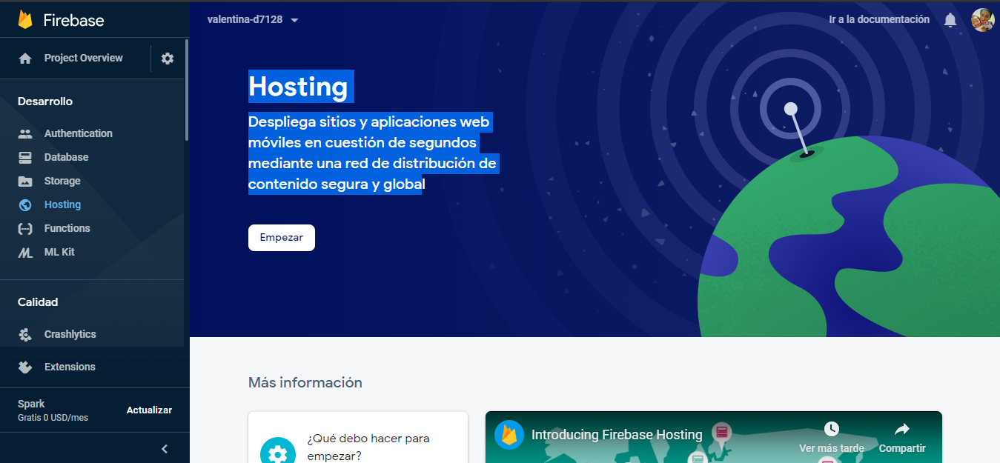 Firebase
Project Overview
Desarrollo
Authentication
Database
Storage
Hosting
Functions
ML Kit
Calidad
Crashlytics
Extensions
Spark
Gratis 0 USD/mes
Actualizar
valentina-d7128
Ir a la documentación
Hosting
Despliega sitios y aplicaciones web
móviles en cuestión de segundos
mediante una red de distribución de
contenido segura y global
Empezar
Más información
¿Qué debo hacer para
empezar?
Introducing Firebase Hosting
Ver más tarde
Compartir